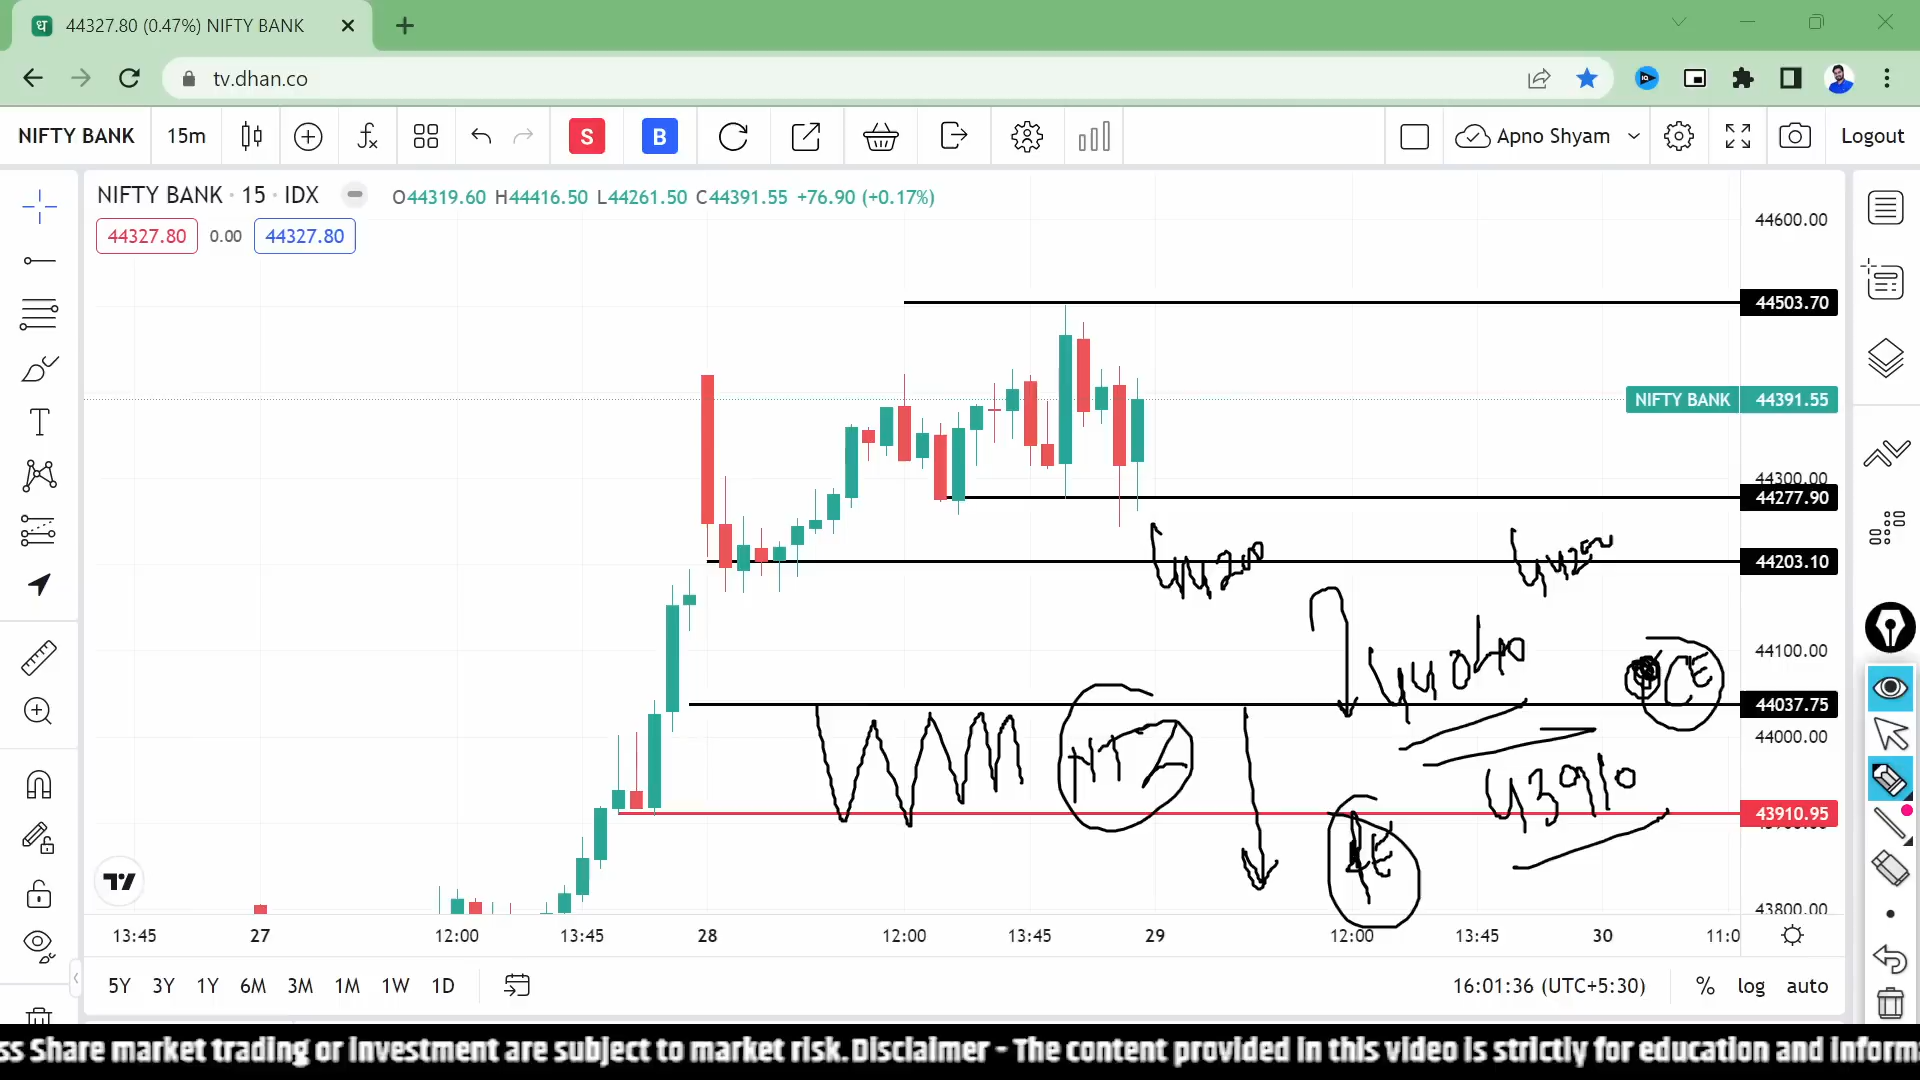 44327.80 (0.47%) NIFTY BANK
tv.dhan.co
NIFTY BANK 15m S B Apno Shyam Logout
NIFTY BANK · 15 · IDX O44319.60 H44416.50 L44261.50 C44391.55 +76.90 (+0.17%)
44327.80 0.00 44327.80
44600.00
44503.70
NIFTY BANK 44391.55
44300.00
44277.90
44200 44200
44203.10
44040
44100.00
CE
44037.75
44000.00
NTZ
43910
43910.95
PE
43800.00
13:45 27 12:00 13:45 28 12:00 13:45 29 12:00 13:45 30 11:0
5Y 3Y 1Y 6M 3M 1M 1W 1D 16:01:36 (UTC+5:30) % log auto
ss Share market trading or investment are subject to market risk. Disclaimer - The content provided in this video is strictly for education and inform